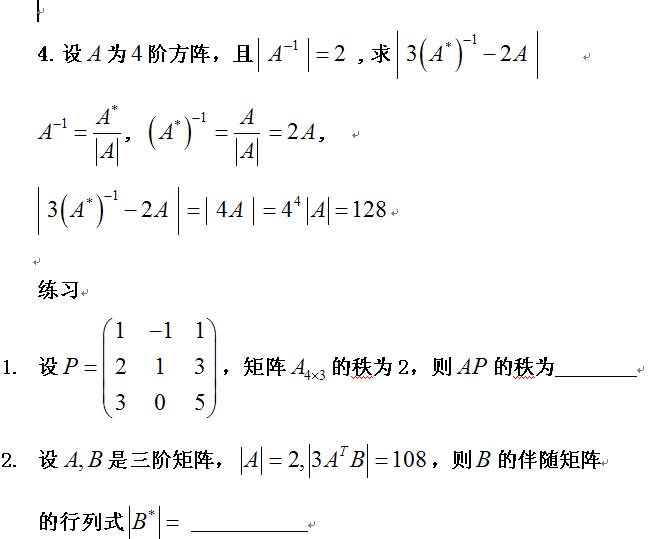 4. 设 A 为 4 阶方阵，且 |A⁻¹| = 2，求 |3(A*)⁻¹ − 2A|
A⁻¹ = A*/|A|，(A*)⁻¹ = A/|A| = 2A，
|3(A*)⁻¹ − 2A| = |4A| = 4⁴|A| = 128
练习
1. 设 P = (1 −1 1; 2 1 3; 3 0 5)，矩阵 A₄ₓ₃ 的秩为 2，则 AP 的秩为________
2. 设 A, B 是三阶矩阵，|A| = 2, |3AᵀB| = 108，则 B 的伴随矩阵
的行列式 |B*| = ___________